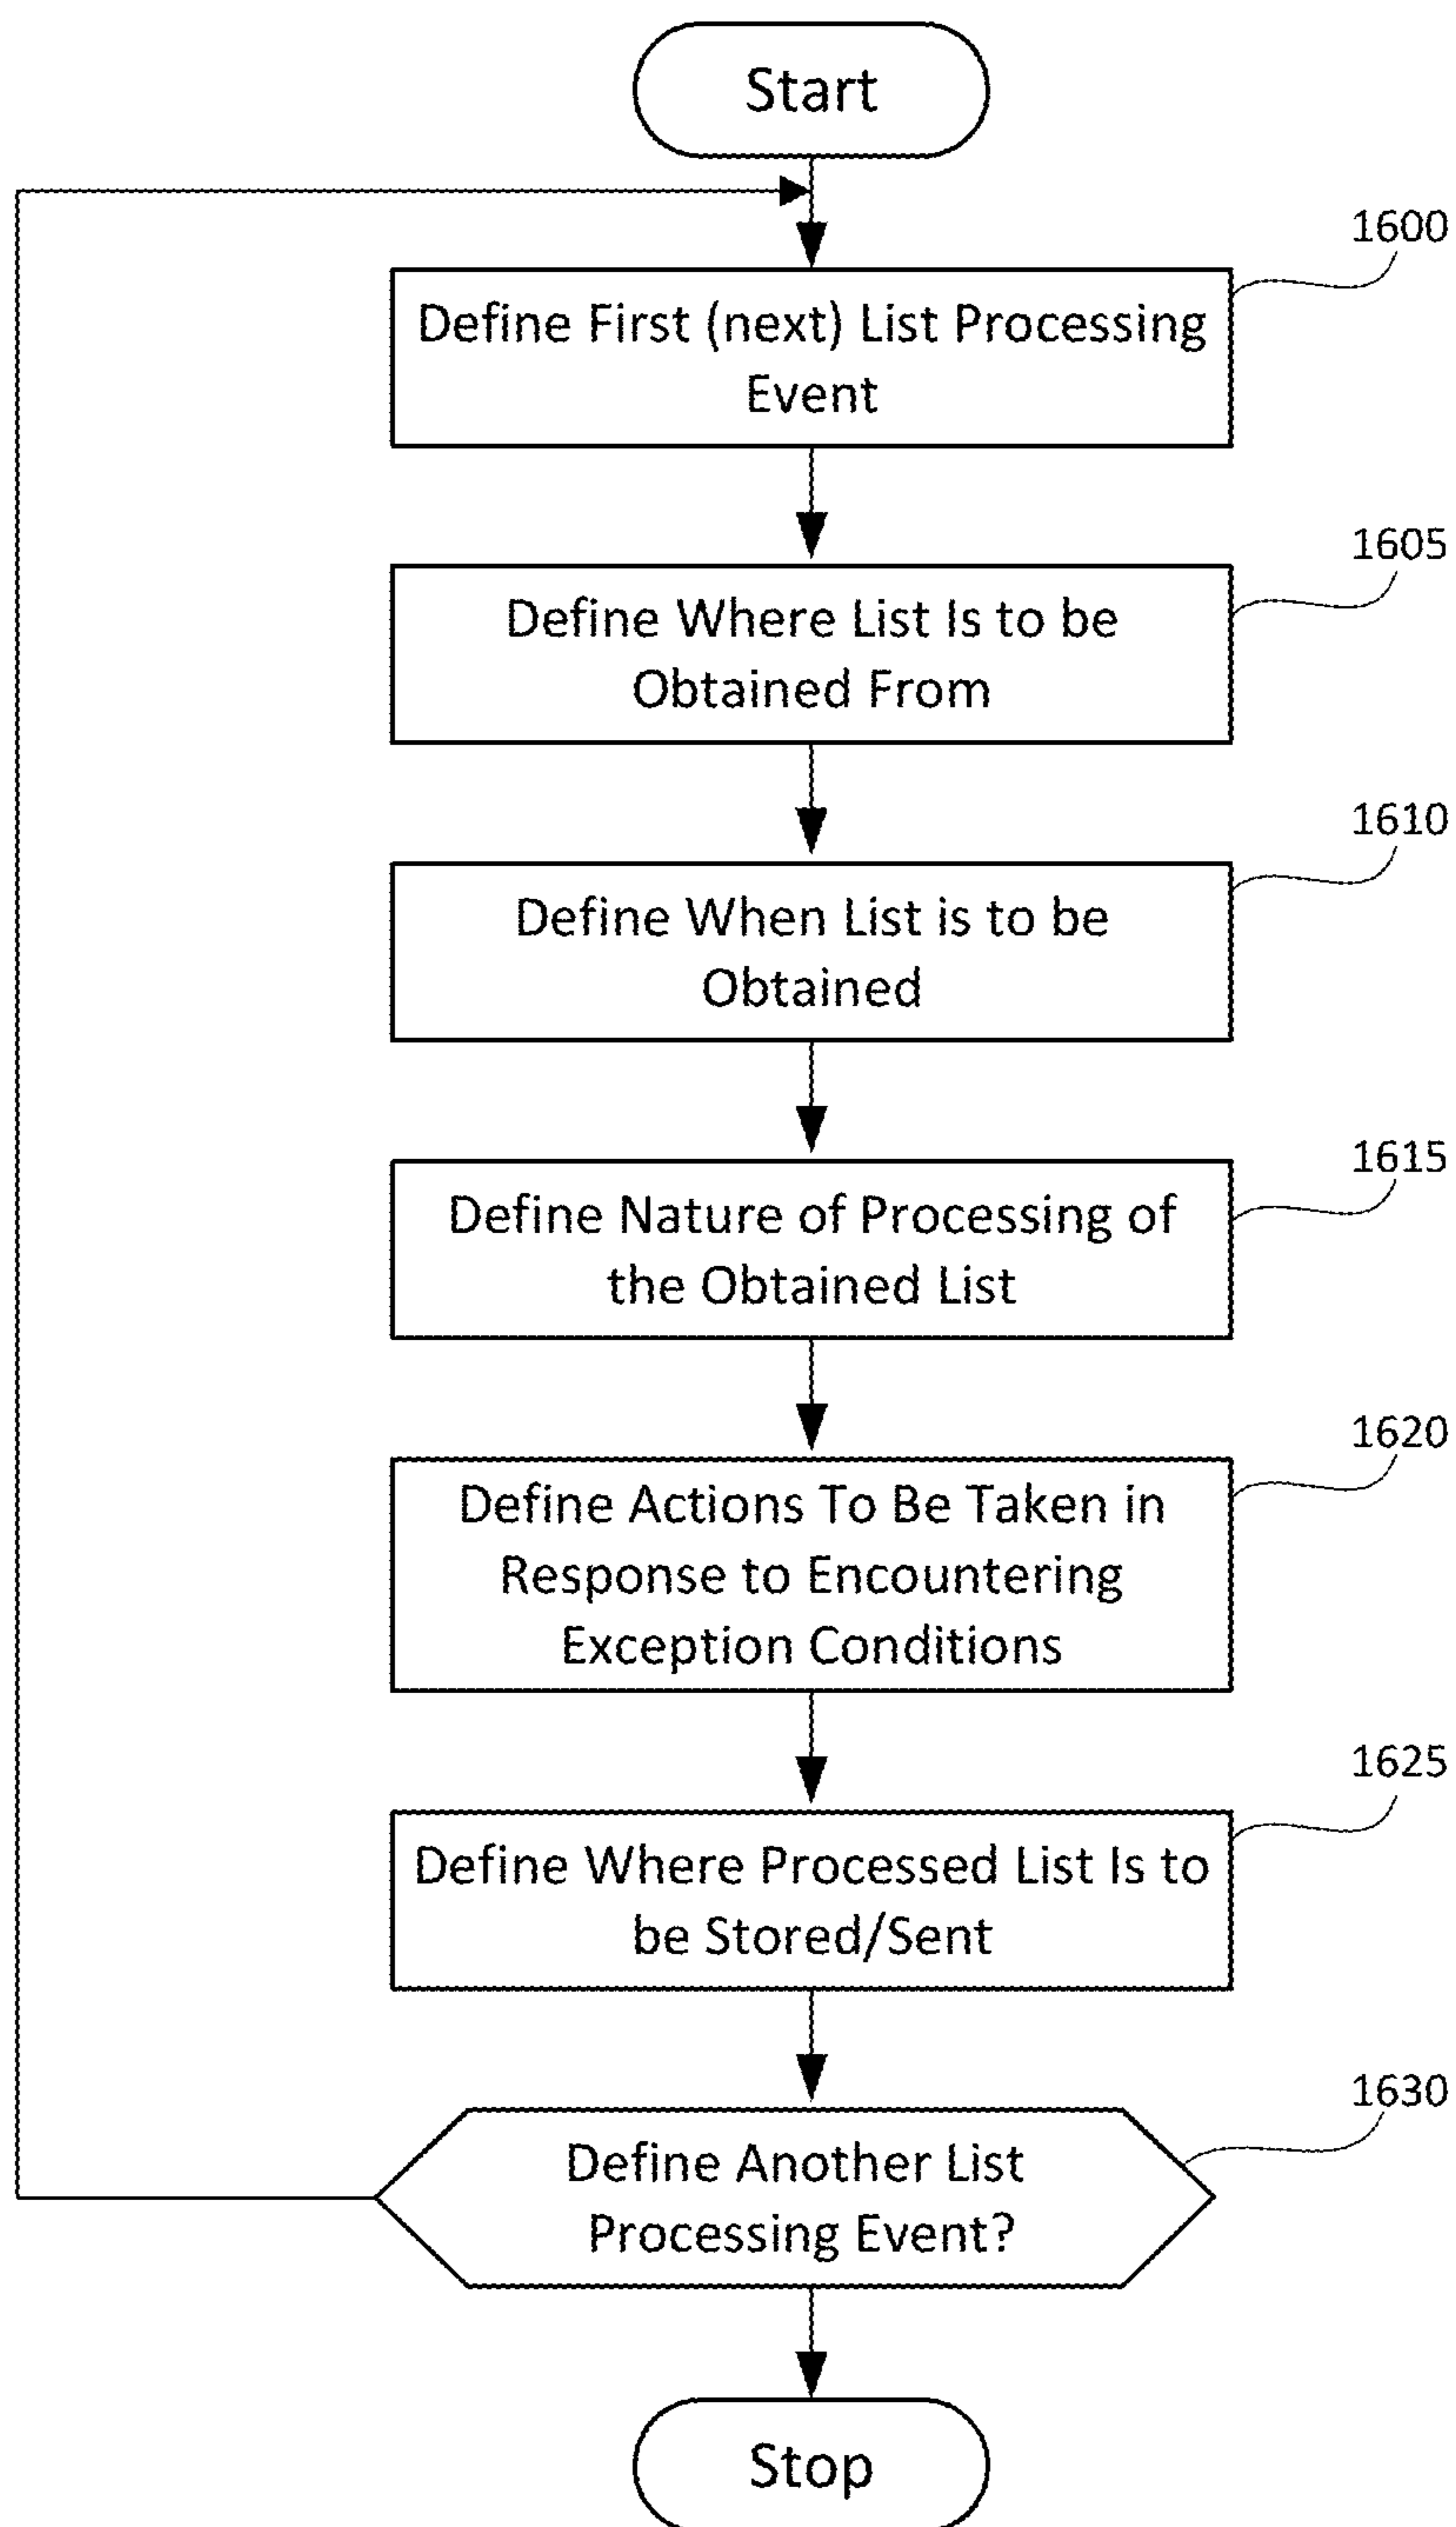 Start
1600
Define First (next) List Processing
Event
1605
Define Where List Is to be
Obtained From
1610
Define When List is to be
Obtained
1615
Define Nature of Processing of
the Obtained List
1620
Define Actions To Be Taken in
Response to Encountering
Exception Conditions
1625
Define Where Processed List Is to
be Stored/Sent
1630
Define Another List
Processing Event?
Stop